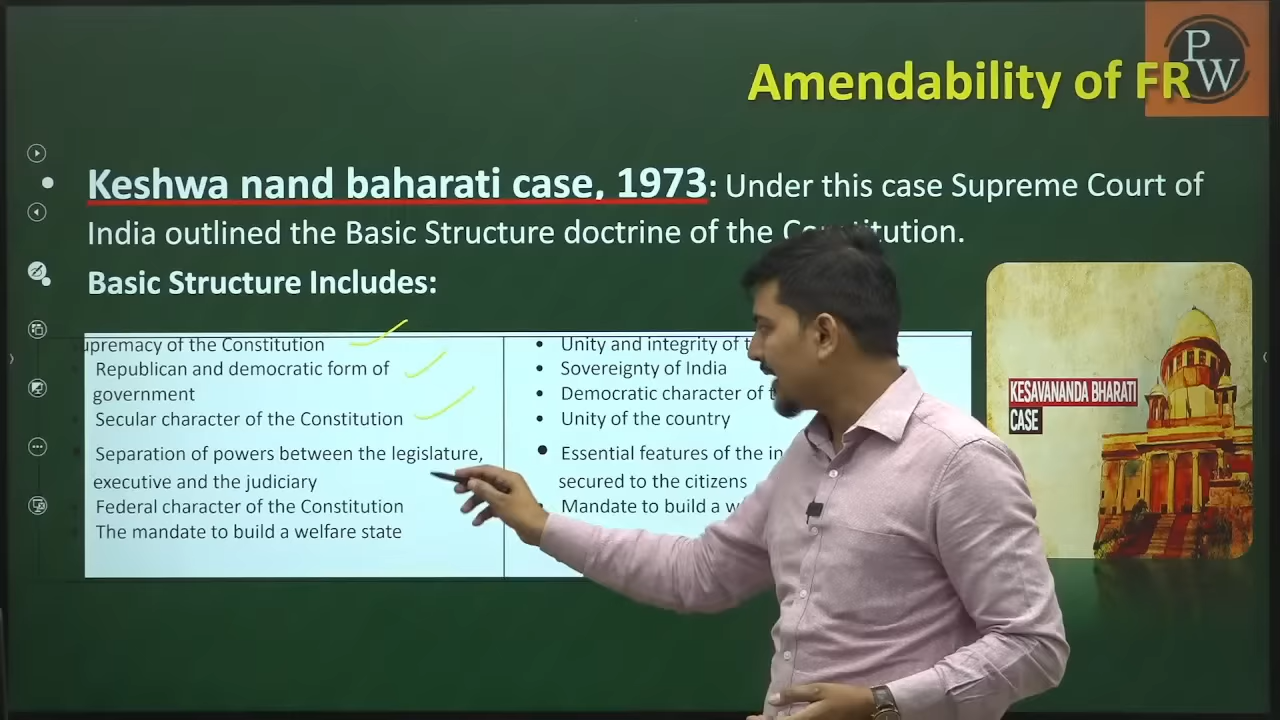 PW
Amendability of FR
Keshwa nand baharati case, 1973: Under this case Supreme Court of
India outlined the Basic Structure doctrine of the
Basic Structure Includes:
upremacy of the Constitution
Republican and democratic form of
government
Secular character of the Constitution
Separation of powers between the legislature,
executive and the judiciary
Federal character of the Constitution
The mandate to build a welfare state
Unity and integrity of
Sovereignty of India
Democratic character of
Unity of the country
Essential features of the
secured to the citizens
Mandate to build a
KESAVANANDA BHARATI
CASE